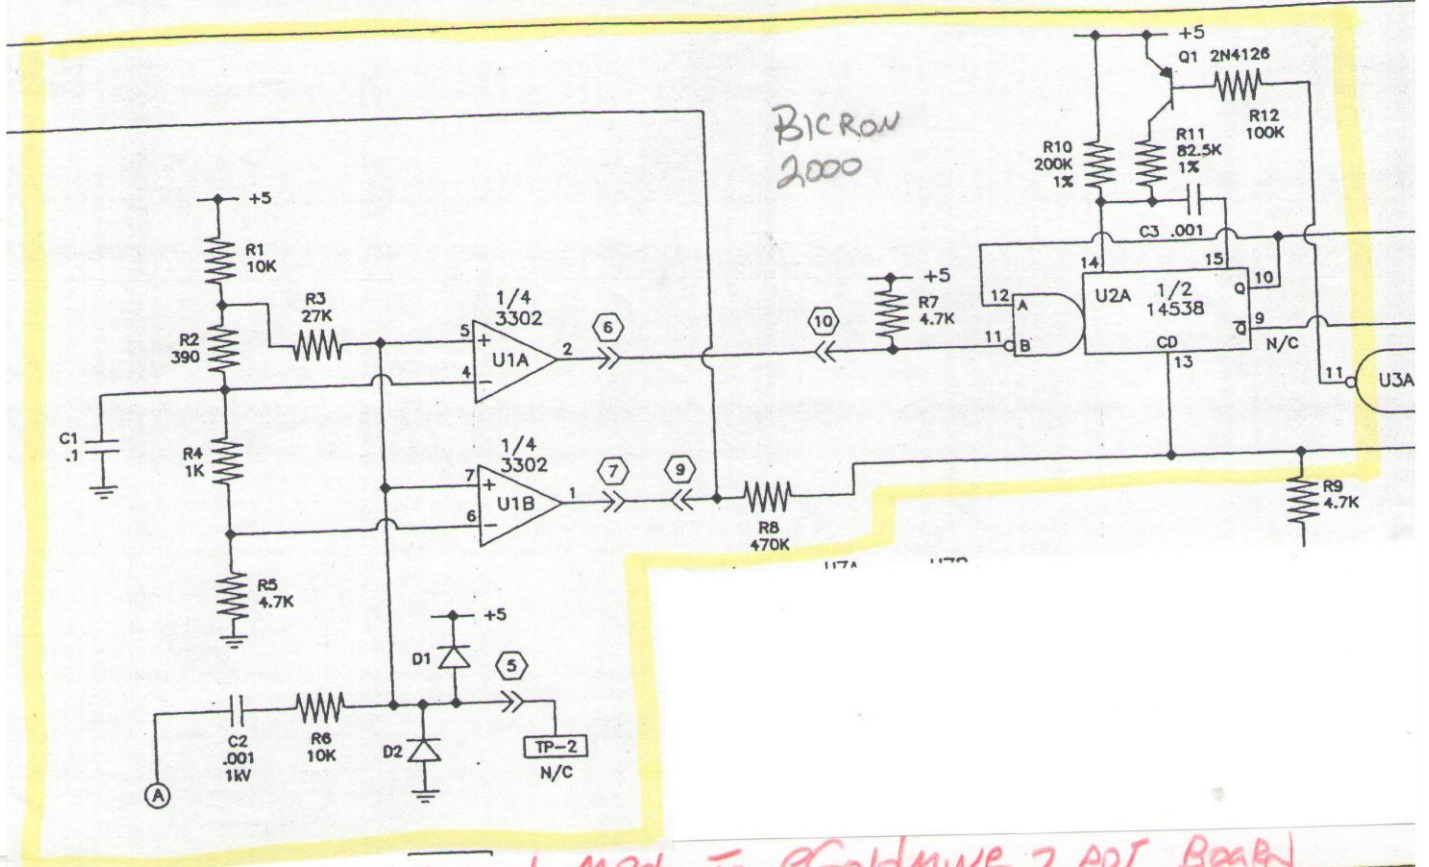 +5
Q1 2N4126
R12
100K
BICRON
2000
R10
200K
1%
R11
82.5K
1%
C3 .001
14
15
+5
R1
10K
R3
27K
R2
390
1/4
3302
5
+
U1A
2
4
-
6
10
+5
R7
4.7K
12
A
11
B
U2A
1/2
14538
Q
10
Q
9
N/C
CD
13
11
U3A
C1
.1
R4
1K
1/4
3302
7
+
U1B
1
6
-
7
9
R8
470K
R9
4.7K
R5
4.7K
+5
D1
5
C2
.001
1kV
R6
10K
D2
TP-2
N/C
A